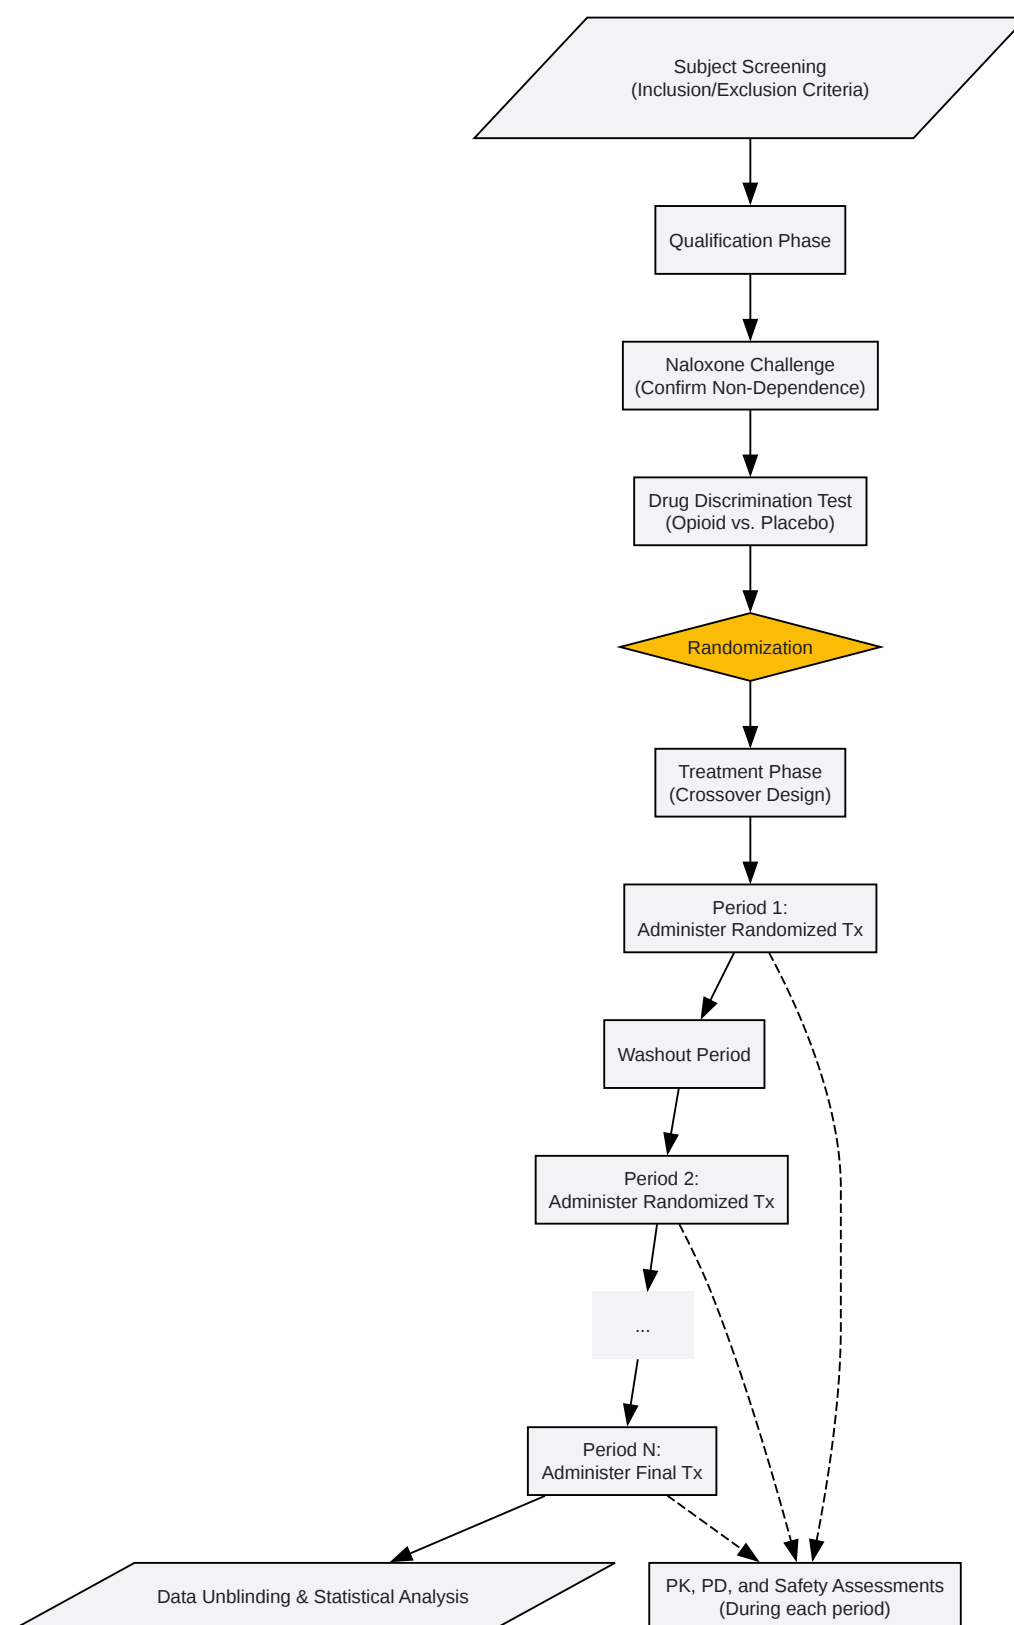 Subject Screening
(Inclusion/Exclusion Criteria)
Qualification Phase
Naloxone Challenge
(Confirm Non-Dependence)
Drug Discrimination Test
(Opioid vs. Placebo)
Randomization
Treatment Phase
(Crossover Design)
Period 1:
Administer Randomized Tx
Washout Period
Period 2:
Administer Randomized Tx
...
Period N:
Administer Final Tx
Data Unblinding & Statistical Analysis
PK, PD, and Safety Assessments
(During each period)